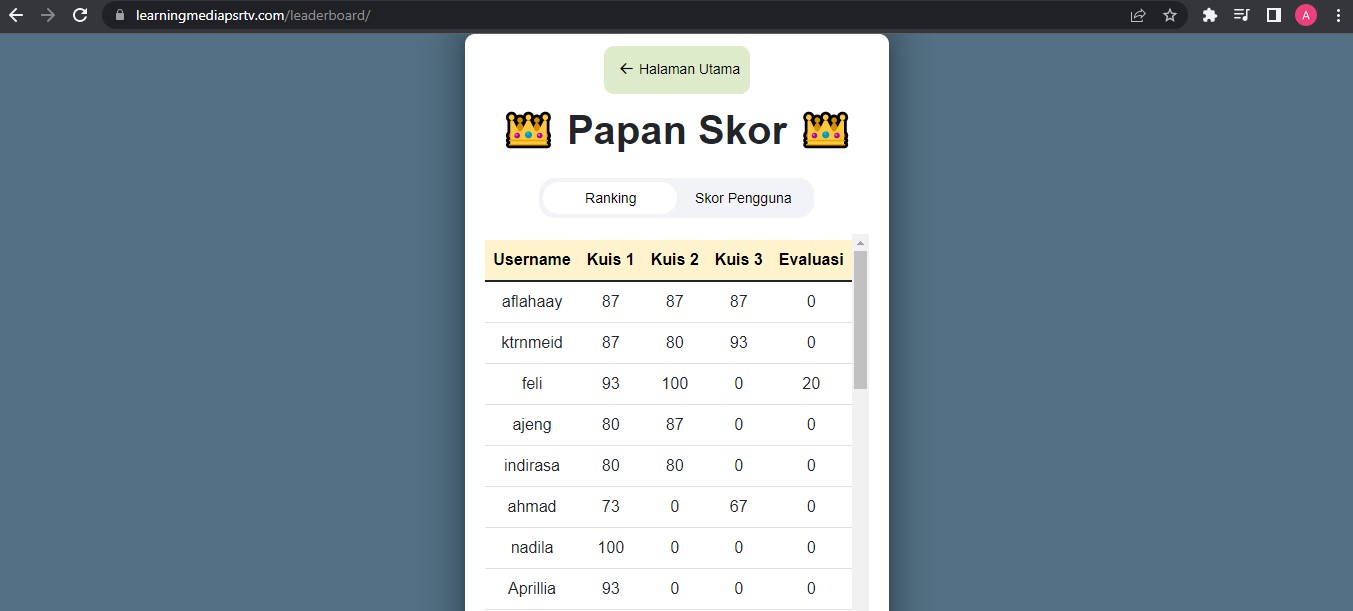 learningmediapsrtv.com/leaderboard/
A
← Halaman Utama
Papan Skor
Ranking Skor Pengguna
Username Kuis 1 Kuis 2 Kuis 3 Evaluasi
aflahaay 87 87 87 0
ktrnmeid 87 80 93 0
feli 93 100 0 20
ajeng 80 87 0 0
indirasa 80 80 0 0
ahmad 73 0 67 0
nadila 100 0 0 0
Aprillia 93 0 0 0